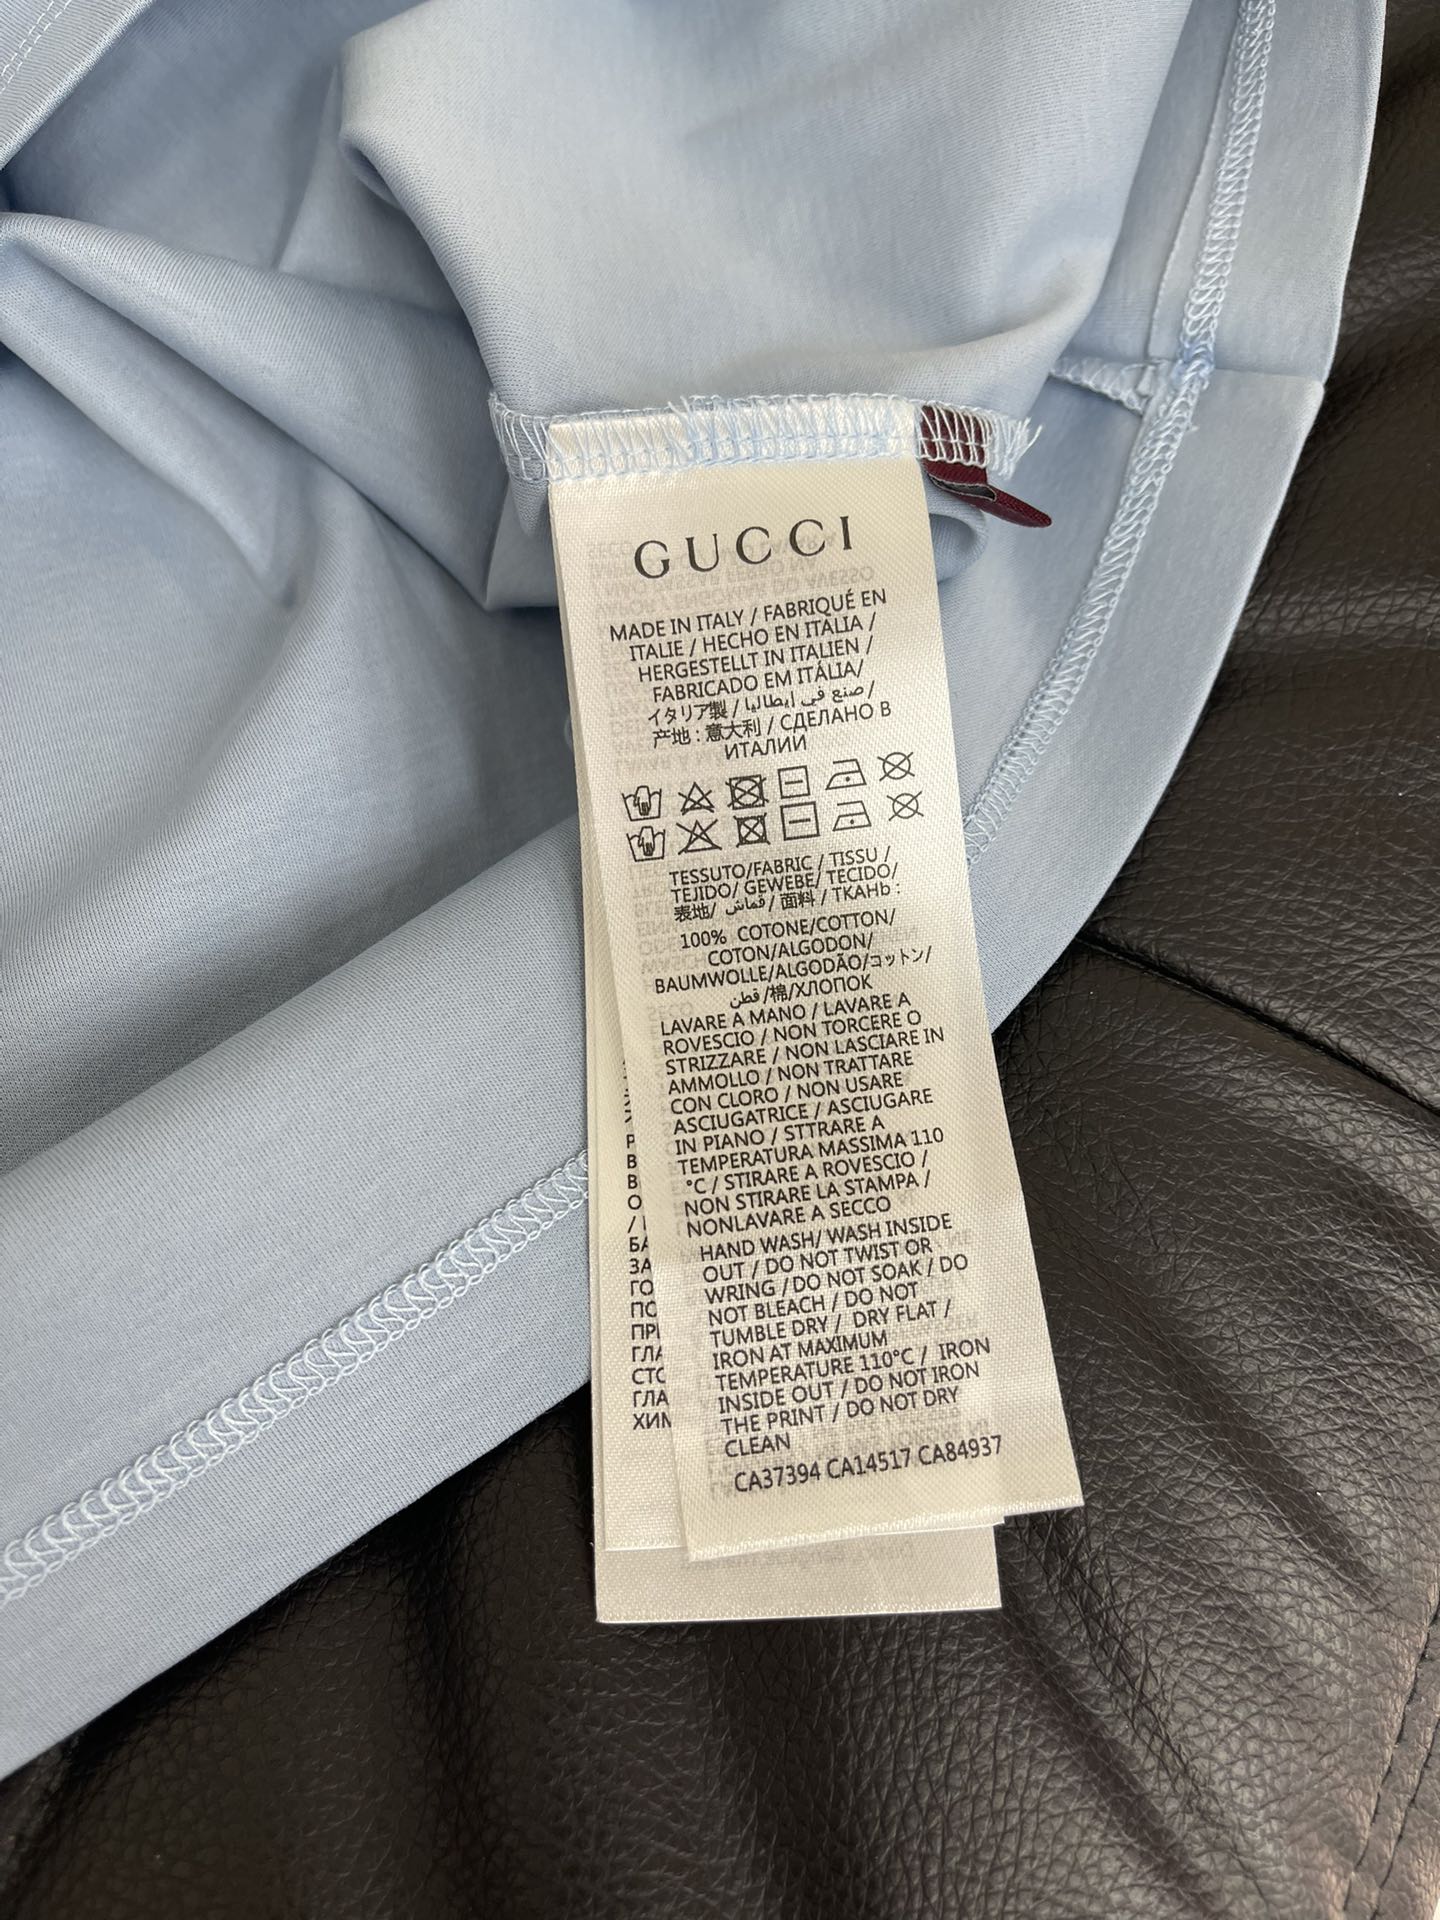 GUCCI
MADE IN ITALY / FABRIQUÉ EN
ITALIE / HECHO EN ITALIA /
HERGESTELLT IN ITALIEN /
FABRICADO EM ITÁLIA/
イタリア製 / صنع في إيطاليا /
产地 : 意大利 / СДЕЛАНО В
ИТАЛИИ
TESSUTO/FABRIC / TISSU /
TEJIDO/ GEWEBE/ TECIDO/
表地/ قماش / 面料 / ТКАНЬ :
100% COTONE/COTTON/
COTON/ALGODON/
BAUMWOLLE/ALGODÃO/コットン/
قطن /棉/ХЛОПОК
LAVARE A MANO / LAVARE A
ROVESCIO / NON TORCERE O
STRIZZARE / NON LASCIARE IN
AMMOLLO / NON TRATTARE
CON CLORO / NON USARE
ASCIUGATRICE / ASCIUGARE
IN PIANO / STTRARE A
TEMPERATURA MASSIMA 110
°C / STIRARE A ROVESCIO /
NON STIRARE LA STAMPA /
NONLAVARE A SECCO
HAND WASH/ WASH INSIDE
OUT / DO NOT TWIST OR
WRING / DO NOT SOAK / DO
NOT BLEACH / DO NOT
TUMBLE DRY / DRY FLAT /
IRON AT MAXIMUM
TEMPERATURE 110°C / IRON
INSIDE OUT / DO NOT IRON
THE PRINT / DO NOT DRY
CLEAN
CA37394 CA14517 CA84937